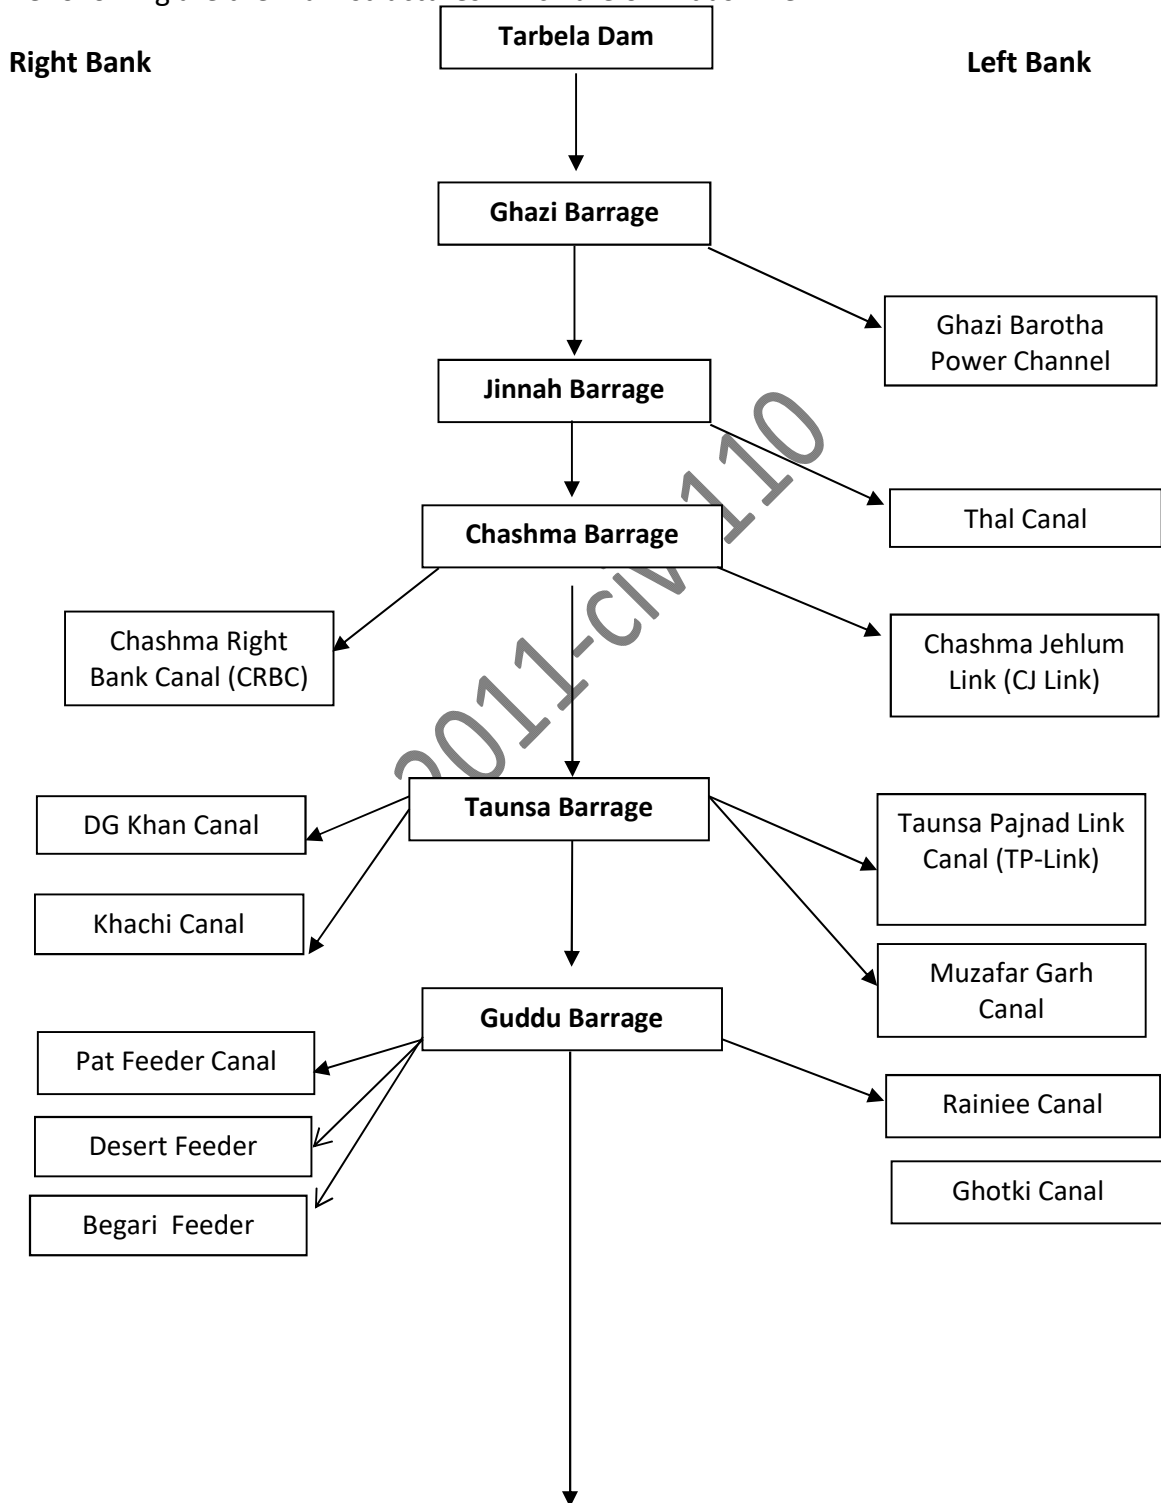 Tarbela Dam
Right Bank
Left Bank
Ghazi Barrage
Ghazi Barotha
Power Channel
Jinnah Barrage
Thal Canal
Chashma Barrage
Chashma Right
Bank Canal (CRBC)
Chashma Jehlum
Link (CJ Link)
Taunsa Barrage
DG Khan Canal
Taunsa Pajnad Link
Canal (TP-Link)
Khachi Canal
Muzafar Garh
Canal
Guddu Barrage
Pat Feeder Canal
Rainiee Canal
Desert Feeder
Ghotki Canal
Begari Feeder
2011-civ-110